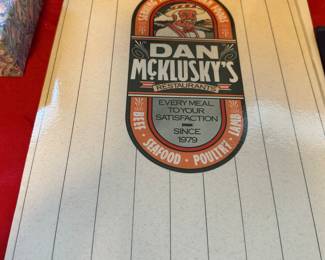 DAN
McKLUSKY'S
RESTAURANTS
EVERY MEAL
TO YOUR
SATISFACTION
SINCE
1979
BEEF · SEAFOOD · POULTRY · LAMB